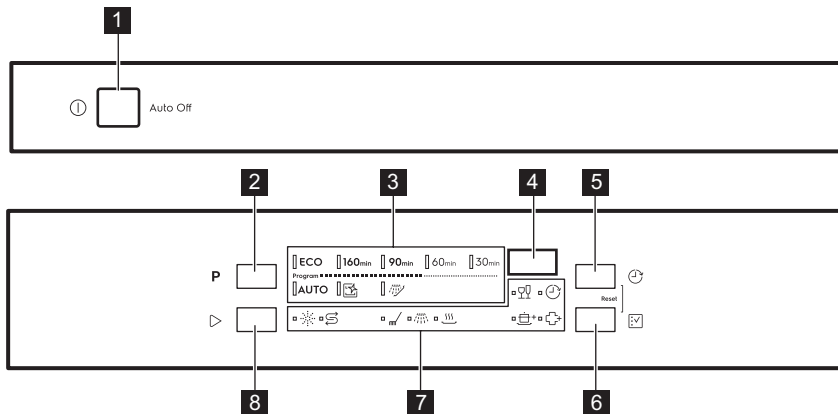 1
Auto Off
2 3 4 5
ECO 160min 90min 60min 30min
P
Program
AUTO
Reset
8 7 6